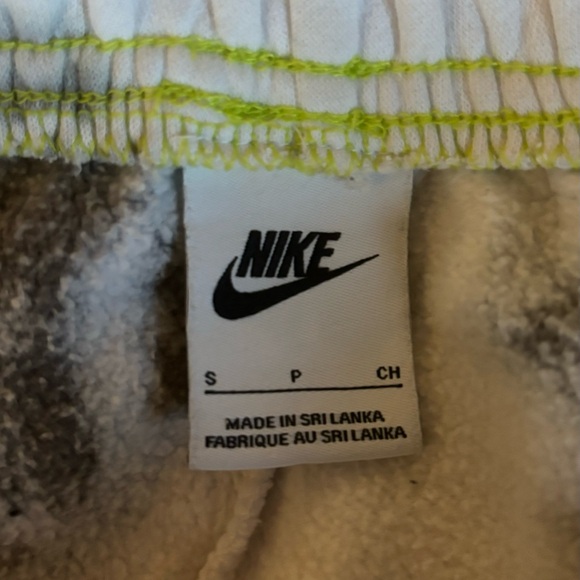 NIKE
S P CH
MADE IN SRI LANKA
FABRIQUE AU SRI LANKA